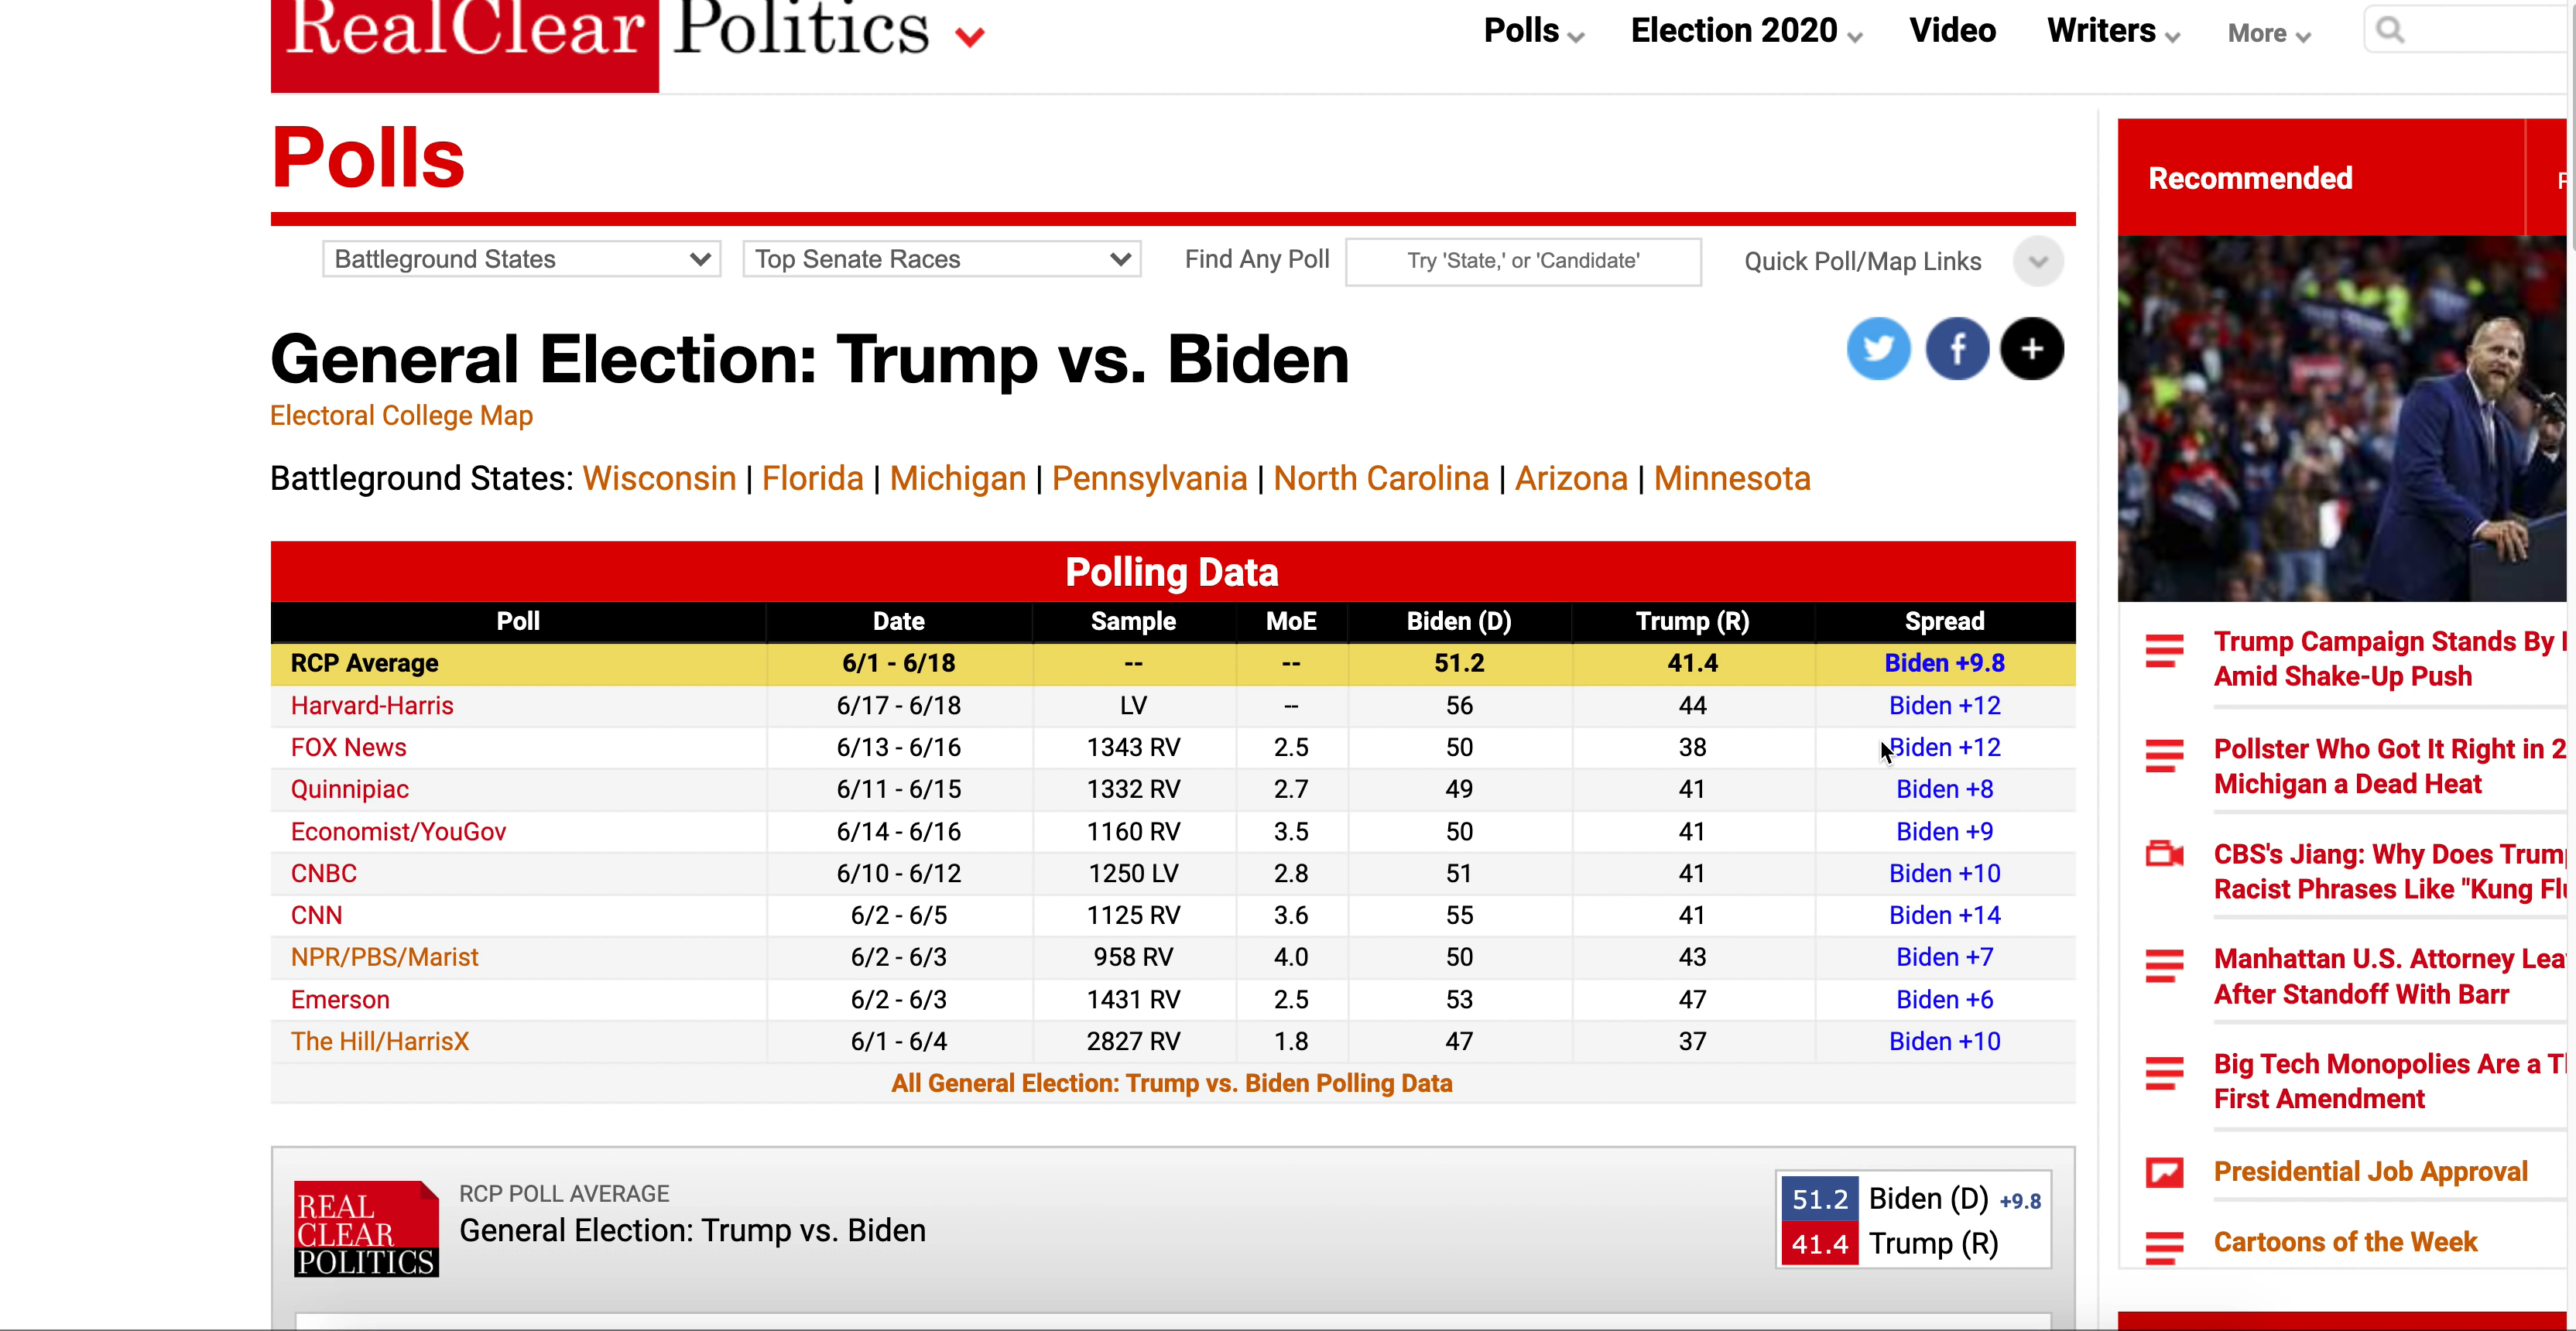 RealClear Politics
Polls Election 2020 Video Writers More
Polls
Battleground States Top Senate Races Find Any Poll Try 'State,' or 'Candidate' Quick Poll/Map Links
General Election: Trump vs. Biden
Electoral College Map
Battleground States: Wisconsin | Florida | Michigan | Pennsylvania | North Carolina | Arizona | Minnesota
Polling Data
Poll Date Sample MoE Biden (D) Trump (R) Spread
RCP Average 6/1 - 6/18 -- -- 51.2 41.4 Biden +9.8
Harvard-Harris 6/17 - 6/18 LV -- 56 44 Biden +12
FOX News 6/13 - 6/16 1343 RV 2.5 50 38 Biden +12
Quinnipiac 6/11 - 6/15 1332 RV 2.7 49 41 Biden +8
Economist/YouGov 6/14 - 6/16 1160 RV 3.5 50 41 Biden +9
CNBC 6/10 - 6/12 1250 LV 2.8 51 41 Biden +10
CNN 6/2 - 6/5 1125 RV 3.6 55 41 Biden +14
NPR/PBS/Marist 6/2 - 6/3 958 RV 4.0 50 43 Biden +7
Emerson 6/2 - 6/3 1431 RV 2.5 53 47 Biden +6
The Hill/HarrisX 6/1 - 6/4 2827 RV 1.8 47 37 Biden +10
All General Election: Trump vs. Biden Polling Data
REAL
CLEAR
POLITICS
RCP POLL AVERAGE
General Election: Trump vs. Biden
51.2 Biden (D) +9.8
41.4 Trump (R)
Recommended
Trump Campaign Stands By
Amid Shake-Up Push
Pollster Who Got It Right in 2
Michigan a Dead Heat
CBS's Jiang: Why Does Trump
Racist Phrases Like "Kung Flu
Manhattan U.S. Attorney Lea
After Standoff With Barr
Big Tech Monopolies Are a
First Amendment
Presidential Job Approval
Cartoons of the Week